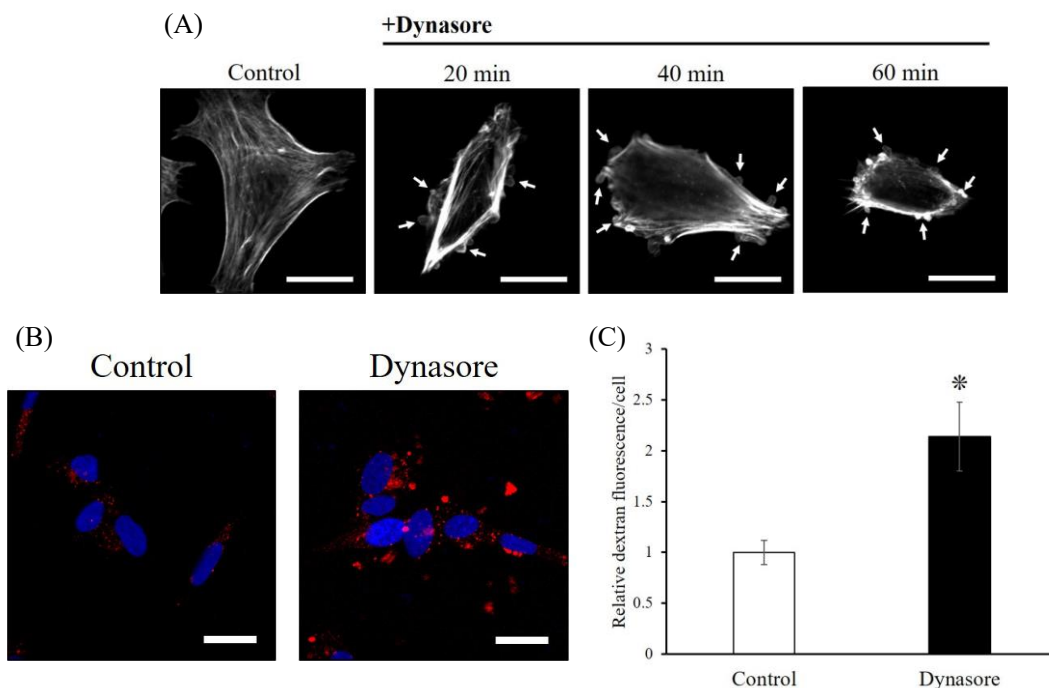 (A)
+Dynasore
Control
20 min
40 min
60 min
(B)
Control
Dynasore
(C)
Relative dextran fluorescence/cell
3
2.5
2
1.5
1
0.5
0
*
Control
Dynasore